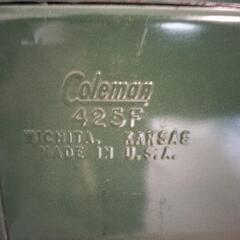 Coleman
425F
WICHITA, KANSAS
MADE IN U.S.A.